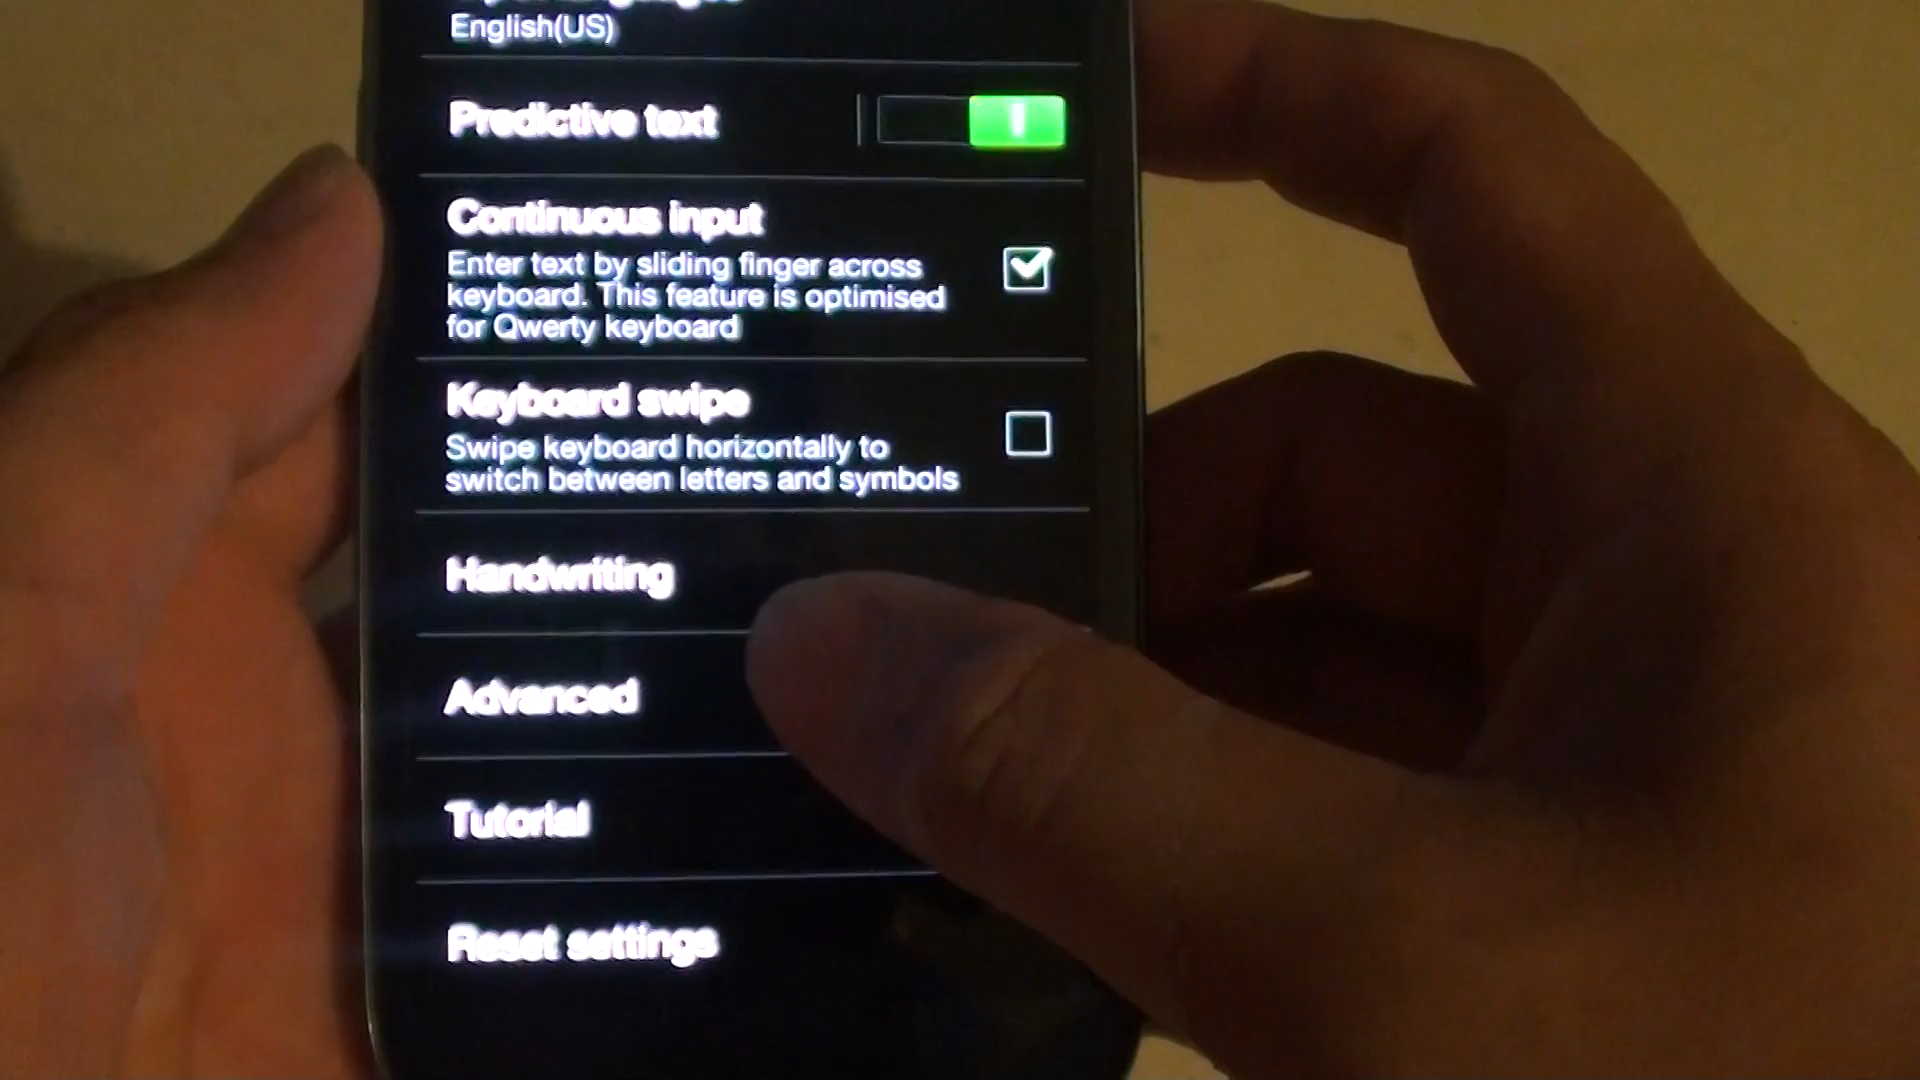 English(US)
Predictive text
Continuous input
Enter text by sliding finger across
keyboard. This feature is optimised
for Qwerty keyboard
Keyboard swipe
Swipe keyboard horizontally to
switch between letters and symbols
Handwriting
Advanced
Tutorial
Reset settings